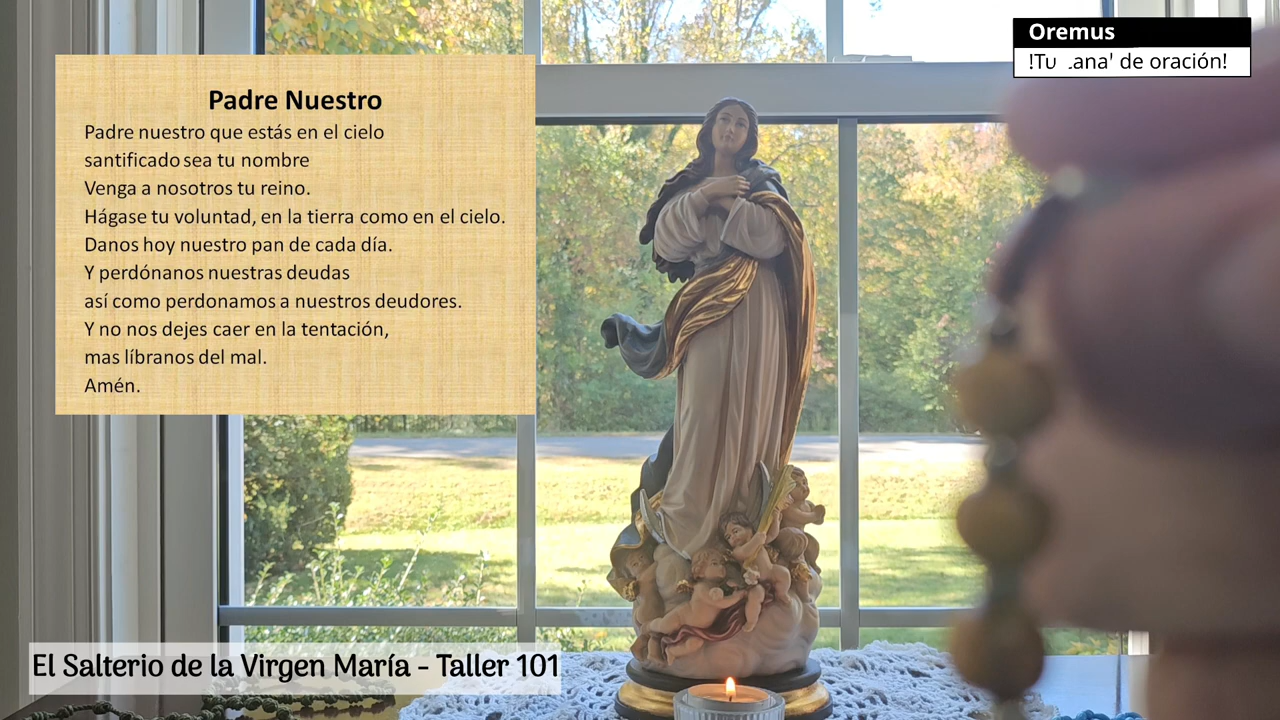 Padre Nuestro
Padre nuestro que estás en el cielo
santificado sea tu nombre
Venga a nosotros tu reino.
Hágase tu voluntad, en la tierra como en el cielo.
Danos hoy nuestro pan de cada día.
Y perdónanos nuestras deudas
así como perdonamos a nuestros deudores.
Y no nos dejes caer en la tentación,
mas líbranos del mal.
Amén.
Oremus
de oración!
El Salterio de la Virgen María - Taller 101